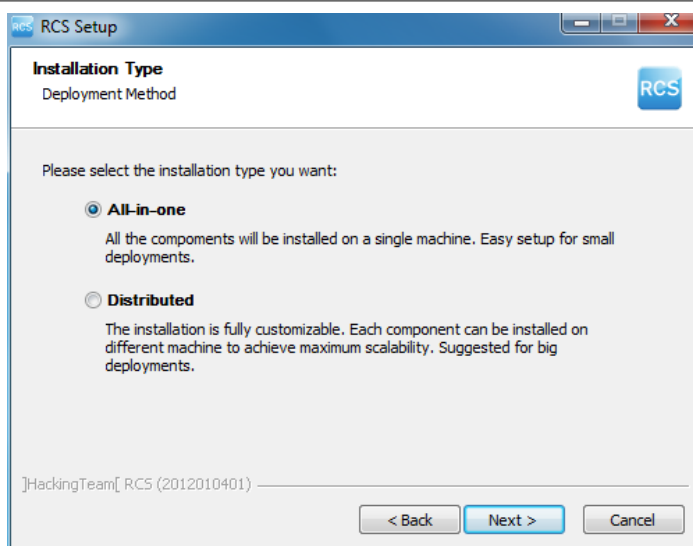 RCS RCS Setup
Installation Type
Deployment Method
RCS
Please select the installation type you want:
All-in-one
All the compoments will be installed on a single machine. Easy setup for small
deployments.
Distributed
The installation is fully customizable. Each component can be installed on
different machine to achieve maximum scalability. Suggested for big
deployments.
]HackingTeam[ RCS (2012010401)
< Back Next > Cancel